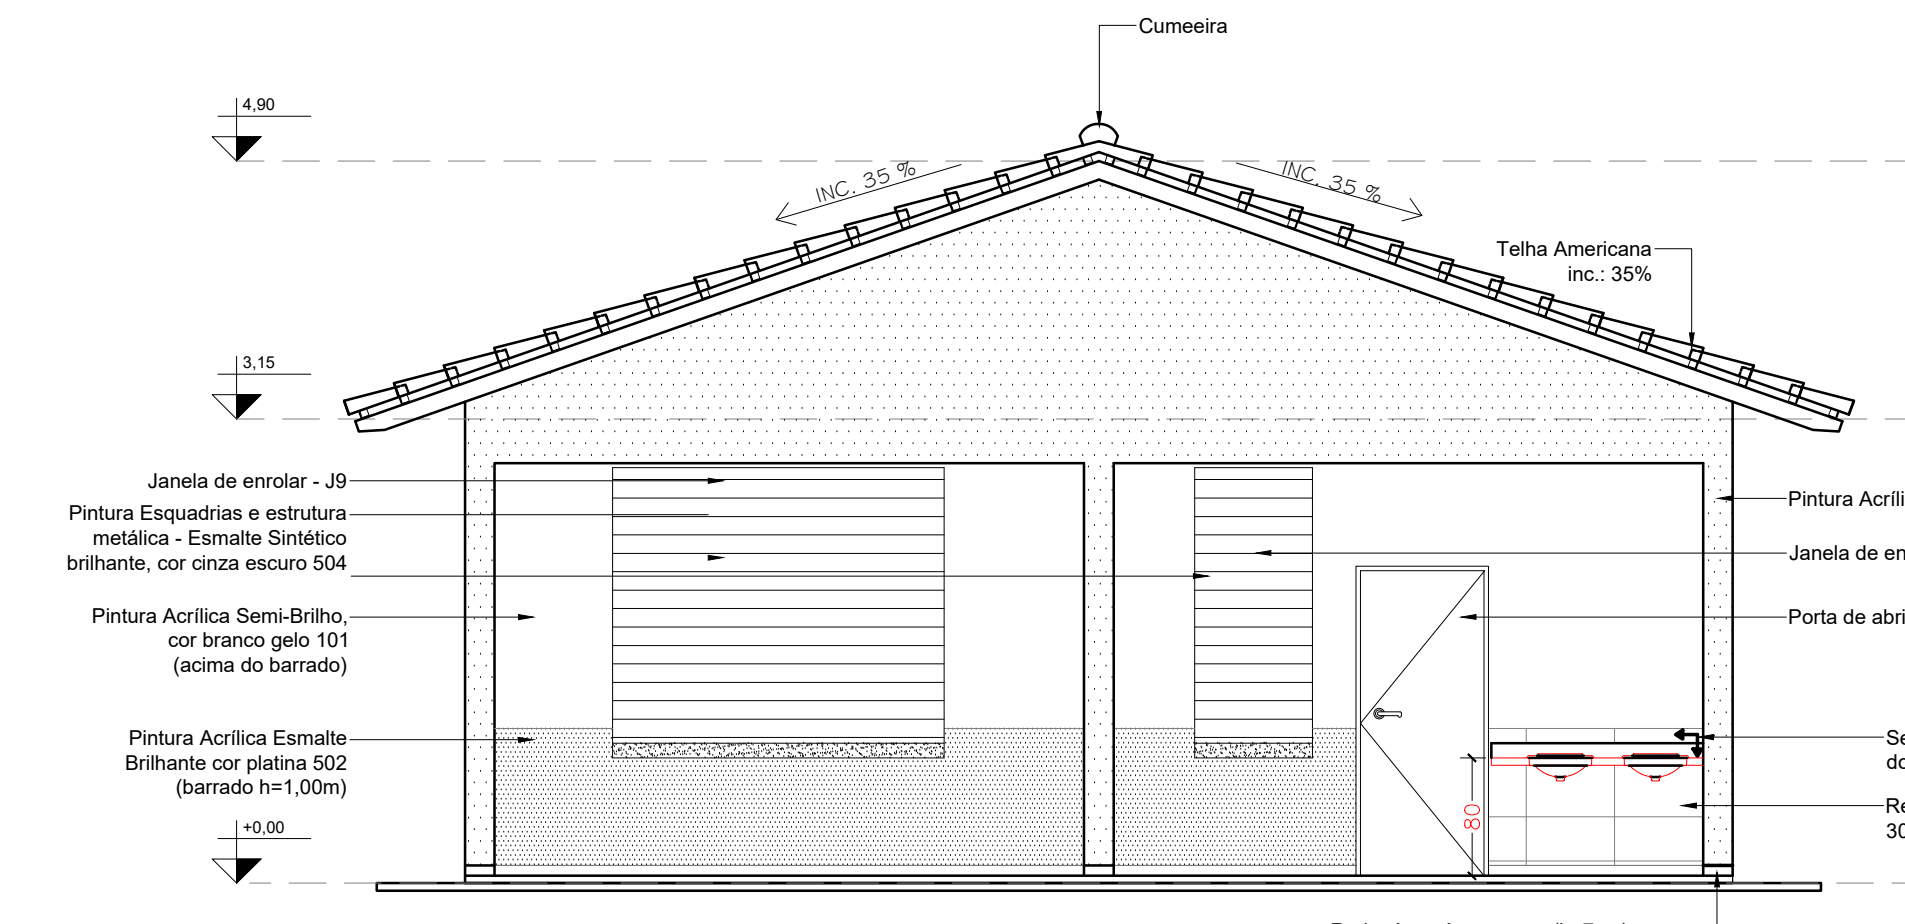 Cumeeira
4,90
INC. 35 %
INC. 35 %
Telha Americana
inc.: 35%
3,15
Janela de enrolar - J9
Pintura Esquadrias e estrutura
metálica - Esmalte Sintético
brilhante, cor cinza escuro 504
Pintura Acrílica Semi-Brilho,
cor branco gelo 101
(acima do barrado)
Pintura Acrílica Esmalte
Brilhante cor platina 502
(barrado h=1,00m)
+0,00
Pintura Acríli
Janela de en
Porta de abri
Se
do
Re
30
80